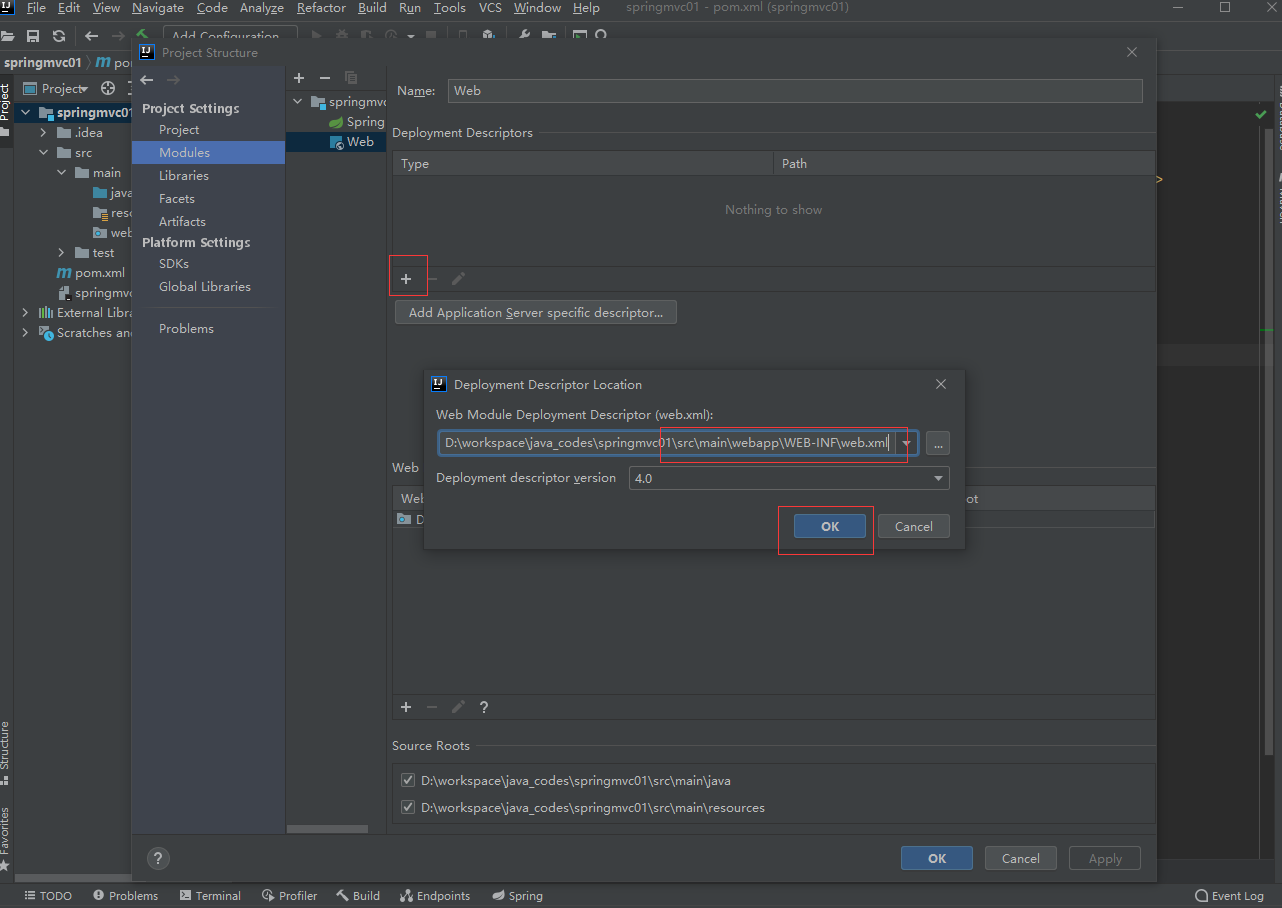 File Edit View Navigate Code Analyze Refactor Build Run Tools VCS Window Help springmvc01 - pom.xml (springmvc01)
Add Configuration...
springmvc01 m po
Project
Project
springmvc01
.idea
src
main
java
reso
web
test
m pom.xml
springmvc
External Libra
Scratches an
Structure
Favorites
Project Structure
Project Settings
Project
Modules
Libraries
Facets
Artifacts
Platform Settings
SDKs
Global Libraries
Problems
springmvc
Spring
Web
Name: Web
Deployment Descriptors
Type Path
Nothing to show
Add Application Server specific descriptor...
Deployment Descriptor Location
Web Module Deployment Descriptor (web.xml):
D:\workspace\java_codes\springmvc01\src\main\webapp\WEB-INF\web.xml ...
Deployment descriptor version 4.0
OK Cancel
Web
Web ot
D
?
Source Roots
D:\workspace\java_codes\springmvc01\src\main\java
D:\workspace\java_codes\springmvc01\src\main\resources
? OK Cancel Apply
TODO Problems Terminal Profiler Build Endpoints Spring Event Log